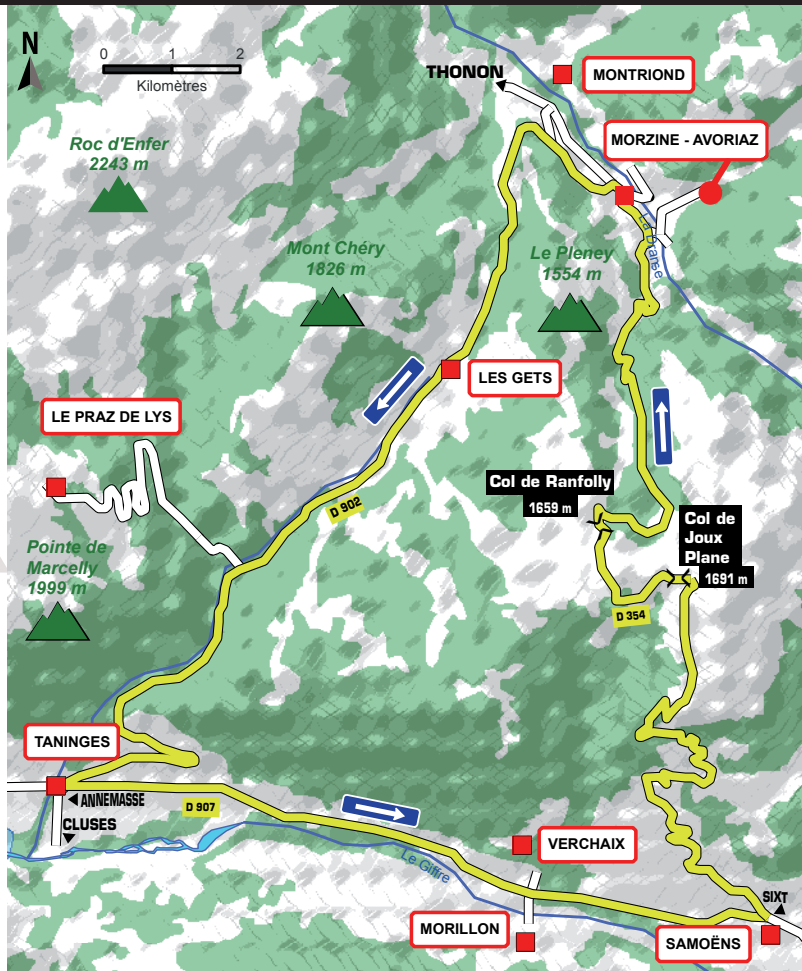 N
0 1 2
Kilomètres
THONON
MONTRIOND
MORZINE - AVORIAZ
Roc d'Enfer
2243 m
La Dranse
Mont Chéry
1826 m
Le Pleney
1554 m
LES GETS
LE PRAZ DE LYS
Col de Ranfolly
1659 m
D 902
Col de
Joux
Plane
1691 m
Pointe de
Marcelly
1999 m
D 354
TANINGES
ANNEMASSE
D 907
CLUSES
VERCHAIX
Le Giffre
SIXT
MORILLON
SAMOËNS